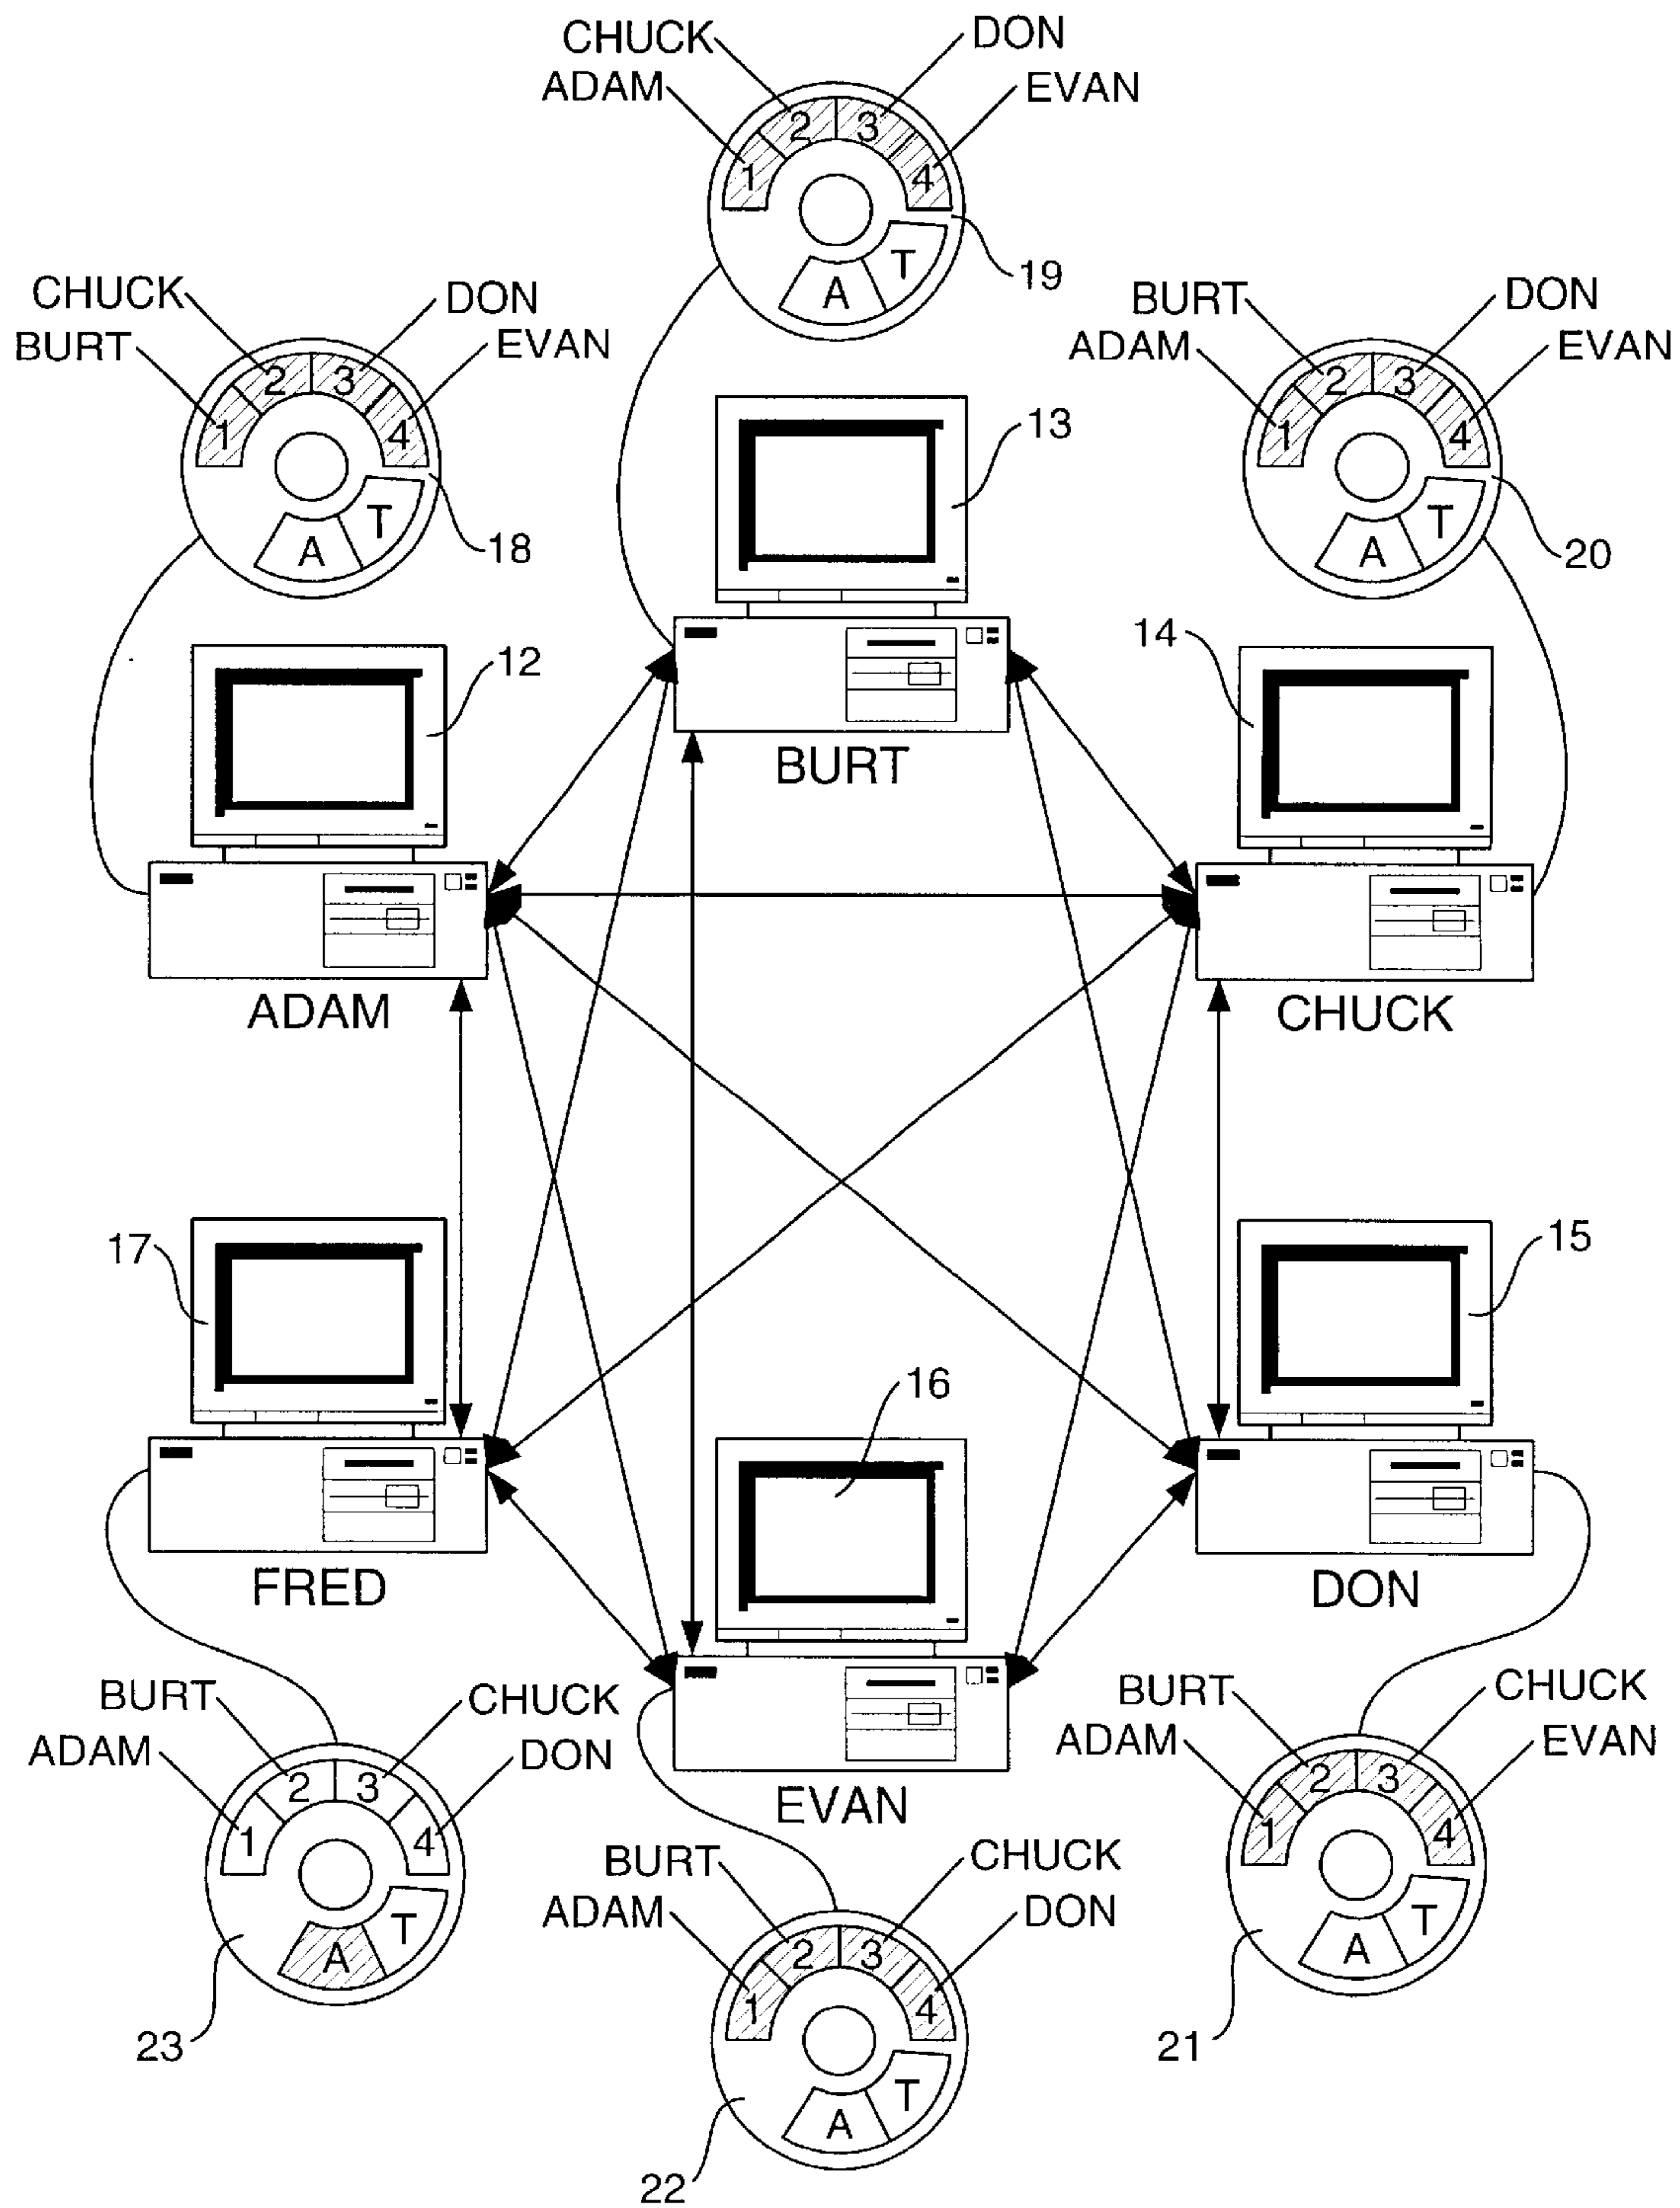 CHUCK
DON
ADAM
EVAN
1
2
3
4
A
T
19
CHUCK
DON
BURT
EVAN
1
2
3
4
A
T
18
BURT
DON
ADAM
EVAN
1
2
3
4
A
T
20
13
BURT
12
ADAM
14
CHUCK
17
FRED
16
EVAN
15
DON
BURT
CHUCK
ADAM
DON
1
2
3
4
A
T
23
BURT
CHUCK
ADAM
DON
1
2
3
4
A
T
22
BURT
CHUCK
ADAM
EVAN
1
2
3
4
A
T
21